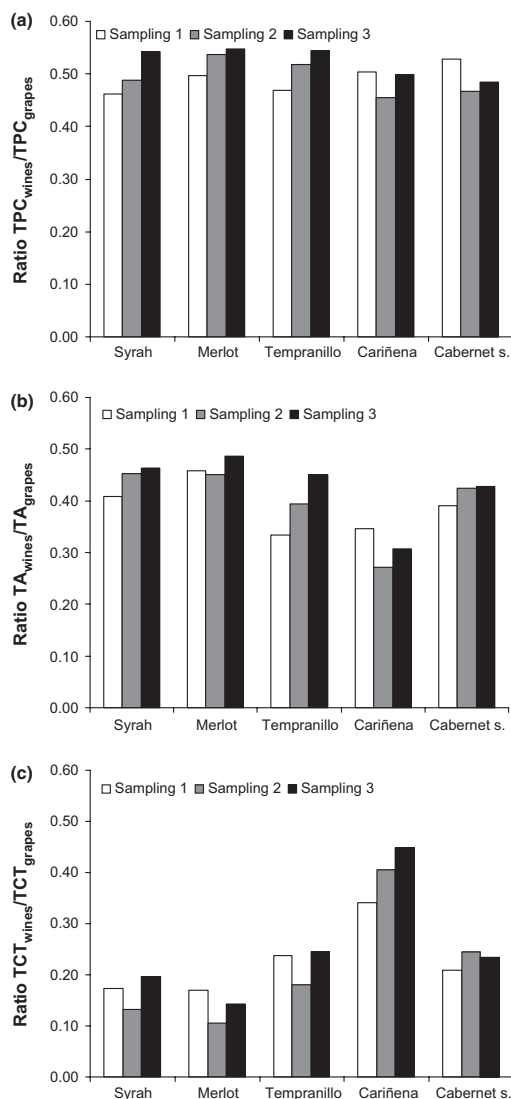 (a)
Sampling 1 Sampling 2 Sampling 3
Ratio TPCwines/TPCgrapes
0.60
0.50
0.40
0.30
0.20
0.10
0.00
Syrah Merlot Tempranillo Cariñena Cabernet s.
(b)
Sampling 1 Sampling 2 Sampling 3
Ratio TAwines/TAgrapes
0.60
0.50
0.40
0.30
0.20
0.10
0.00
Syrah Merlot Tempranillo Cariñena Cabernet s.
(c)
Sampling 1 Sampling 2 Sampling 3
Ratio TCTwines/TCTgrapes
0.60
0.50
0.40
0.30
0.20
0.10
0.00
Syrah Merlot Tempranillo Cariñena Cabernet s.